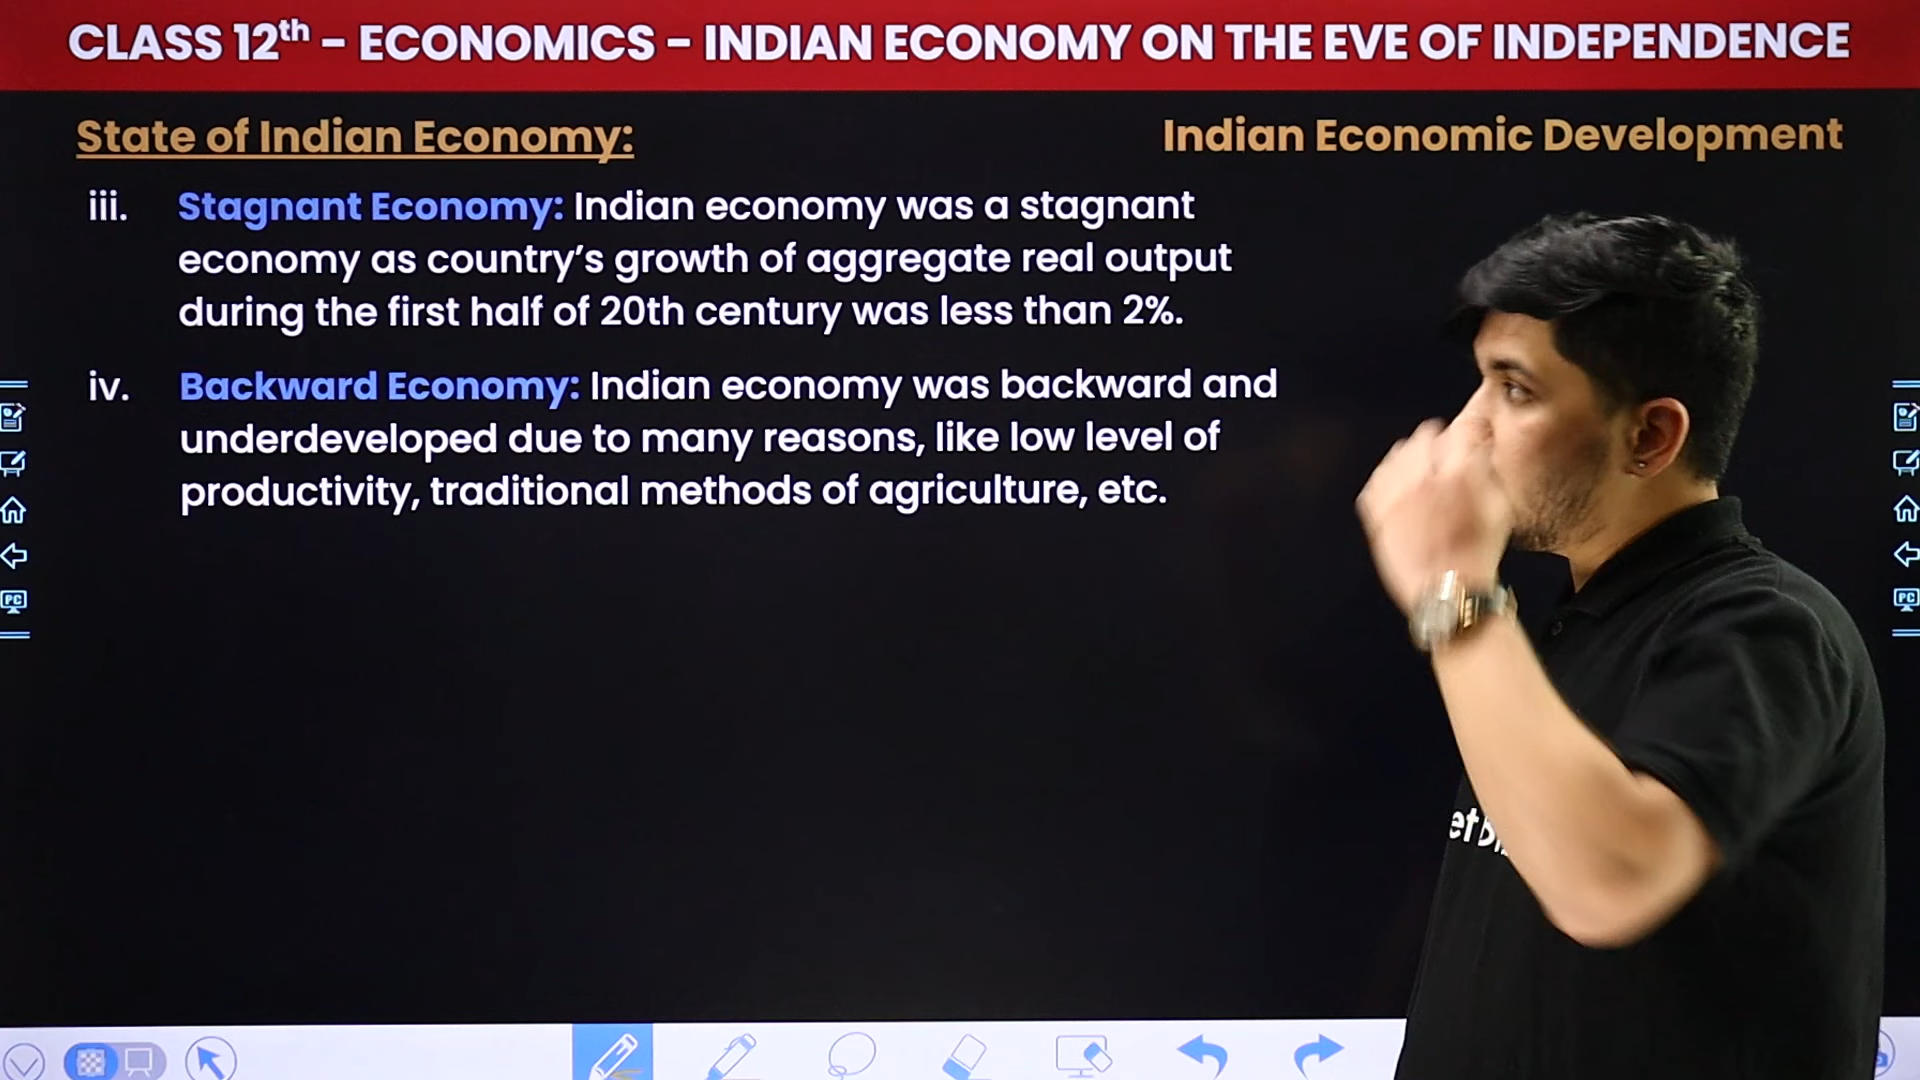 CLASS 12th - ECONOMICS - INDIAN ECONOMY ON THE EVE OF INDEPENDENCE
State of Indian Economy:
Indian Economic Development
iii. Stagnant Economy: Indian economy was a stagnant
economy as country's growth of aggregate real output
during the first half of 20th century was less than 2%.
iv. Backward Economy: Indian economy was backward and
underdeveloped due to many reasons, like low level of
productivity, traditional methods of agriculture, etc.
PC
PC